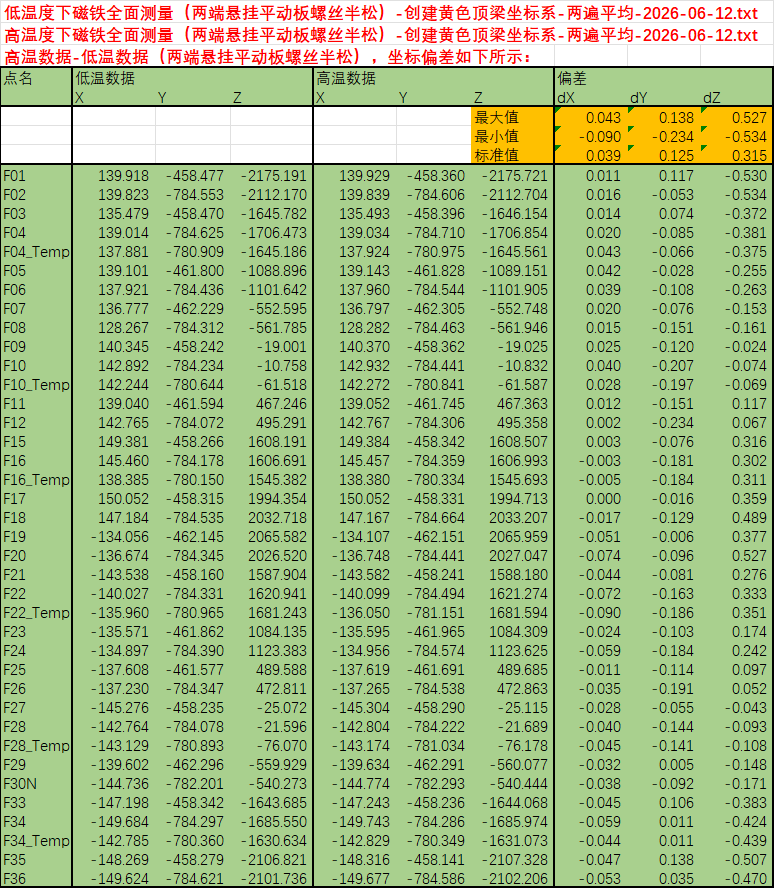 低温度下磁铁全面测量（两端悬挂平动板螺丝半松）-创建黄色顶梁坐标系-两遍平均-2026-06-12.txt
高温度下磁铁全面测量（两端悬挂平动板螺丝半松）-创建黄色顶梁坐标系-两遍平均-2026-06-12.txt
高温数据-低温数据（两端悬挂平动板螺丝半松），坐标偏差如下所示：
点名 低温数据 高温数据 偏差
X Y Z X Y Z dX dY dZ
最大值 0.043 0.138 0.527
最小值 -0.090 -0.234 -0.534
标准值 0.039 0.125 0.315
F01 139.918 -458.477 -2175.191 139.929 -458.360 -2175.721 0.011 0.117 -0.530
F02 139.823 -784.553 -2112.170 139.839 -784.606 -2112.704 0.016 -0.053 -0.534
F03 135.479 -458.470 -1645.782 135.493 -458.396 -1646.154 0.014 0.074 -0.372
F04 139.014 -784.625 -1706.473 139.034 -784.710 -1706.854 0.020 -0.085 -0.381
F04_Temp 137.881 -780.909 -1645.186 137.924 -780.975 -1645.561 0.043 -0.066 -0.375
F05 139.101 -461.800 -1088.896 139.143 -461.828 -1089.151 0.042 -0.028 -0.255
F06 137.921 -784.436 -1101.642 137.960 -784.544 -1101.905 0.039 -0.108 -0.263
F07 136.777 -462.229 -552.595 136.797 -462.305 -552.748 0.020 -0.076 -0.153
F08 128.267 -784.312 -561.785 128.282 -784.463 -561.946 0.015 -0.151 -0.161
F09 140.345 -458.242 -19.001 140.370 -458.362 -19.025 0.025 -0.120 -0.024
F10 142.892 -784.234 -10.758 142.932 -784.441 -10.832 0.040 -0.207 -0.074
F10_Temp 142.244 -780.644 -61.518 142.272 -780.841 -61.587 0.028 -0.197 -0.069
F11 139.040 -461.594 467.246 139.052 -461.745 467.363 0.012 -0.151 0.117
F12 142.765 -784.072 495.291 142.767 -784.306 495.358 0.002 -0.234 0.067
F15 149.381 -458.266 1608.191 149.384 -458.342 1608.507 0.003 -0.076 0.316
F16 145.460 -784.178 1606.691 145.457 -784.359 1606.993 -0.003 -0.181 0.302
F16_Temp 138.385 -780.150 1545.382 138.380 -780.334 1545.693 -0.005 -0.184 0.311
F17 150.052 -458.315 1994.354 150.052 -458.331 1994.713 0.000 -0.016 0.359
F18 147.184 -784.535 2032.718 147.167 -784.664 2033.207 -0.017 -0.129 0.489
F19 -134.056 -462.145 2065.582 -134.107 -462.151 2065.959 -0.051 -0.006 0.377
F20 -136.674 -784.345 2026.520 -136.748 -784.441 2027.047 -0.074 -0.096 0.527
F21 -143.538 -458.160 1587.904 -143.582 -458.241 1588.180 -0.044 -0.081 0.276
F22 -140.027 -784.331 1620.941 -140.099 -784.494 1621.274 -0.072 -0.163 0.333
F22_Temp -135.960 -780.965 1681.243 -136.050 -781.151 1681.594 -0.090 -0.186 0.351
F23 -135.571 -461.862 1084.135 -135.595 -461.965 1084.309 -0.024 -0.103 0.174
F24 -134.897 -784.390 1123.383 -134.956 -784.574 1123.625 -0.059 -0.184 0.242
F25 -137.608 -461.577 489.588 -137.619 -461.691 489.685 -0.011 -0.114 0.097
F26 -137.230 -784.347 472.811 -137.265 -784.538 472.863 -0.035 -0.191 0.052
F27 -145.276 -458.235 -25.072 -145.304 -458.290 -25.115 -0.028 -0.055 -0.043
F28 -142.764 -784.078 -21.596 -142.804 -784.222 -21.689 -0.040 -0.144 -0.093
F28_Temp -143.129 -780.893 -76.070 -143.174 -781.034 -76.178 -0.045 -0.141 -0.108
F29 -139.602 -462.296 -559.929 -139.634 -462.291 -560.077 -0.032 0.005 -0.148
F30N -144.736 -782.201 -540.273 -144.774 -782.293 -540.444 -0.038 -0.092 -0.171
F33 -147.198 -458.342 -1643.685 -147.243 -458.236 -1644.068 -0.045 0.106 -0.383
F34 -149.684 -784.297 -1685.550 -149.743 -784.286 -1685.974 -0.059 0.011 -0.424
F34_Temp -142.785 -780.360 -1630.634 -142.829 -780.349 -1631.073 -0.044 0.011 -0.439
F35 -148.269 -458.279 -2106.821 -148.316 -458.141 -2107.328 -0.047 0.138 -0.507
F36 -149.624 -784.621 -2101.736 -149.677 -784.586 -2102.206 -0.053 0.035 -0.470